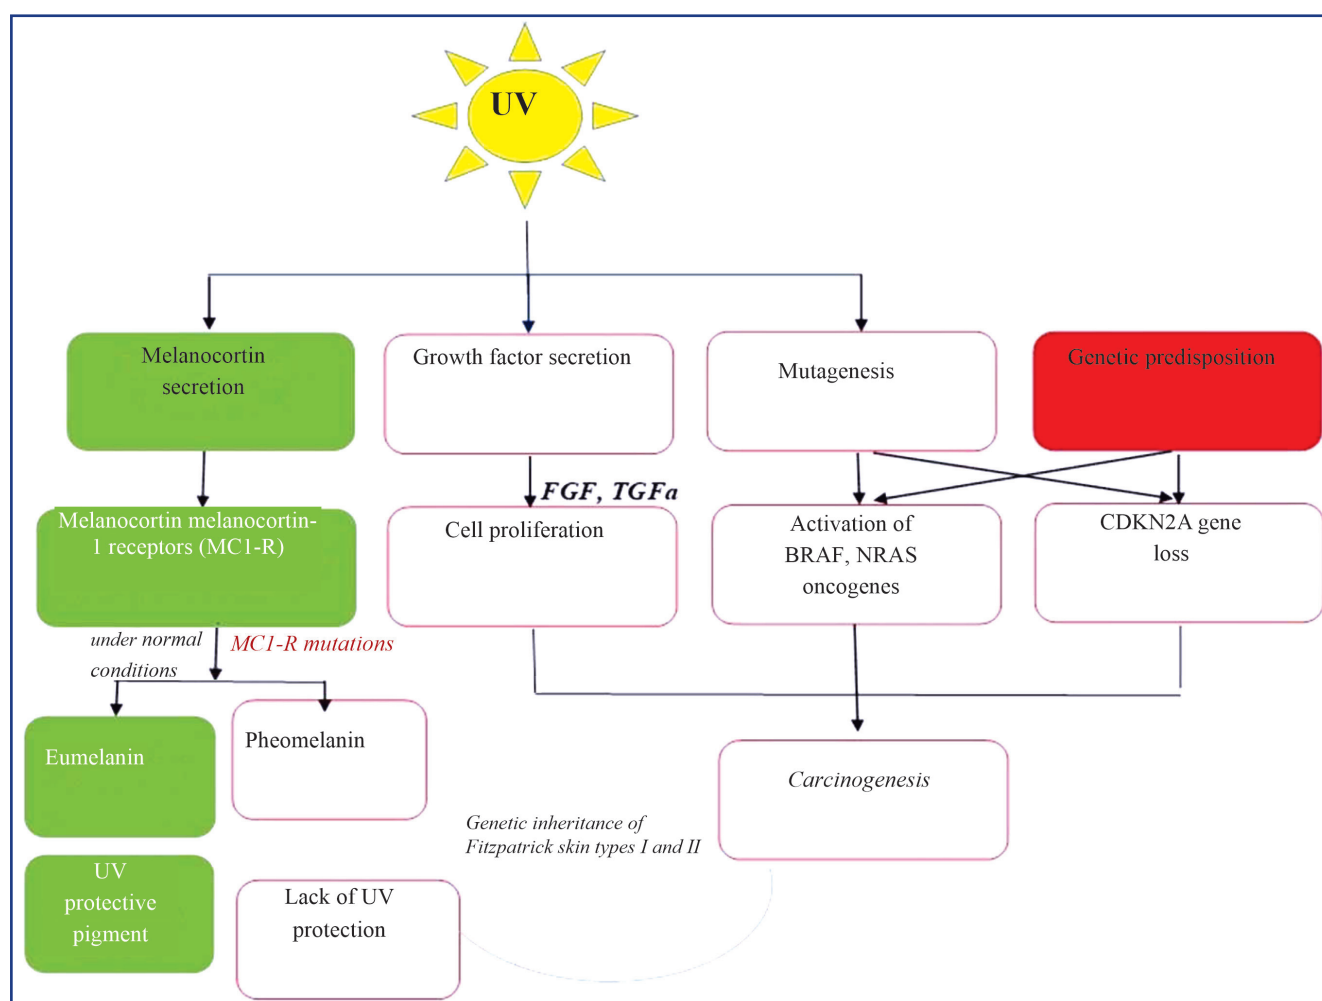 UV
Melanocortin
secretion
Growth factor secretion
Mutagenesis
Genetic predisposition
FGF, TGFa
Melanocortin melanocortin-
1 receptors (MC1-R)
Cell proliferation
Activation of
BRAF, NRAS
oncogenes
CDKN2A gene
loss
under normal
conditions
MC1-R mutations
Eumelanin
Pheomelanin
Carcinogenesis
Genetic inheritance of
Fitzpatrick skin types I and II
UV
protective
pigment
Lack of UV
protection